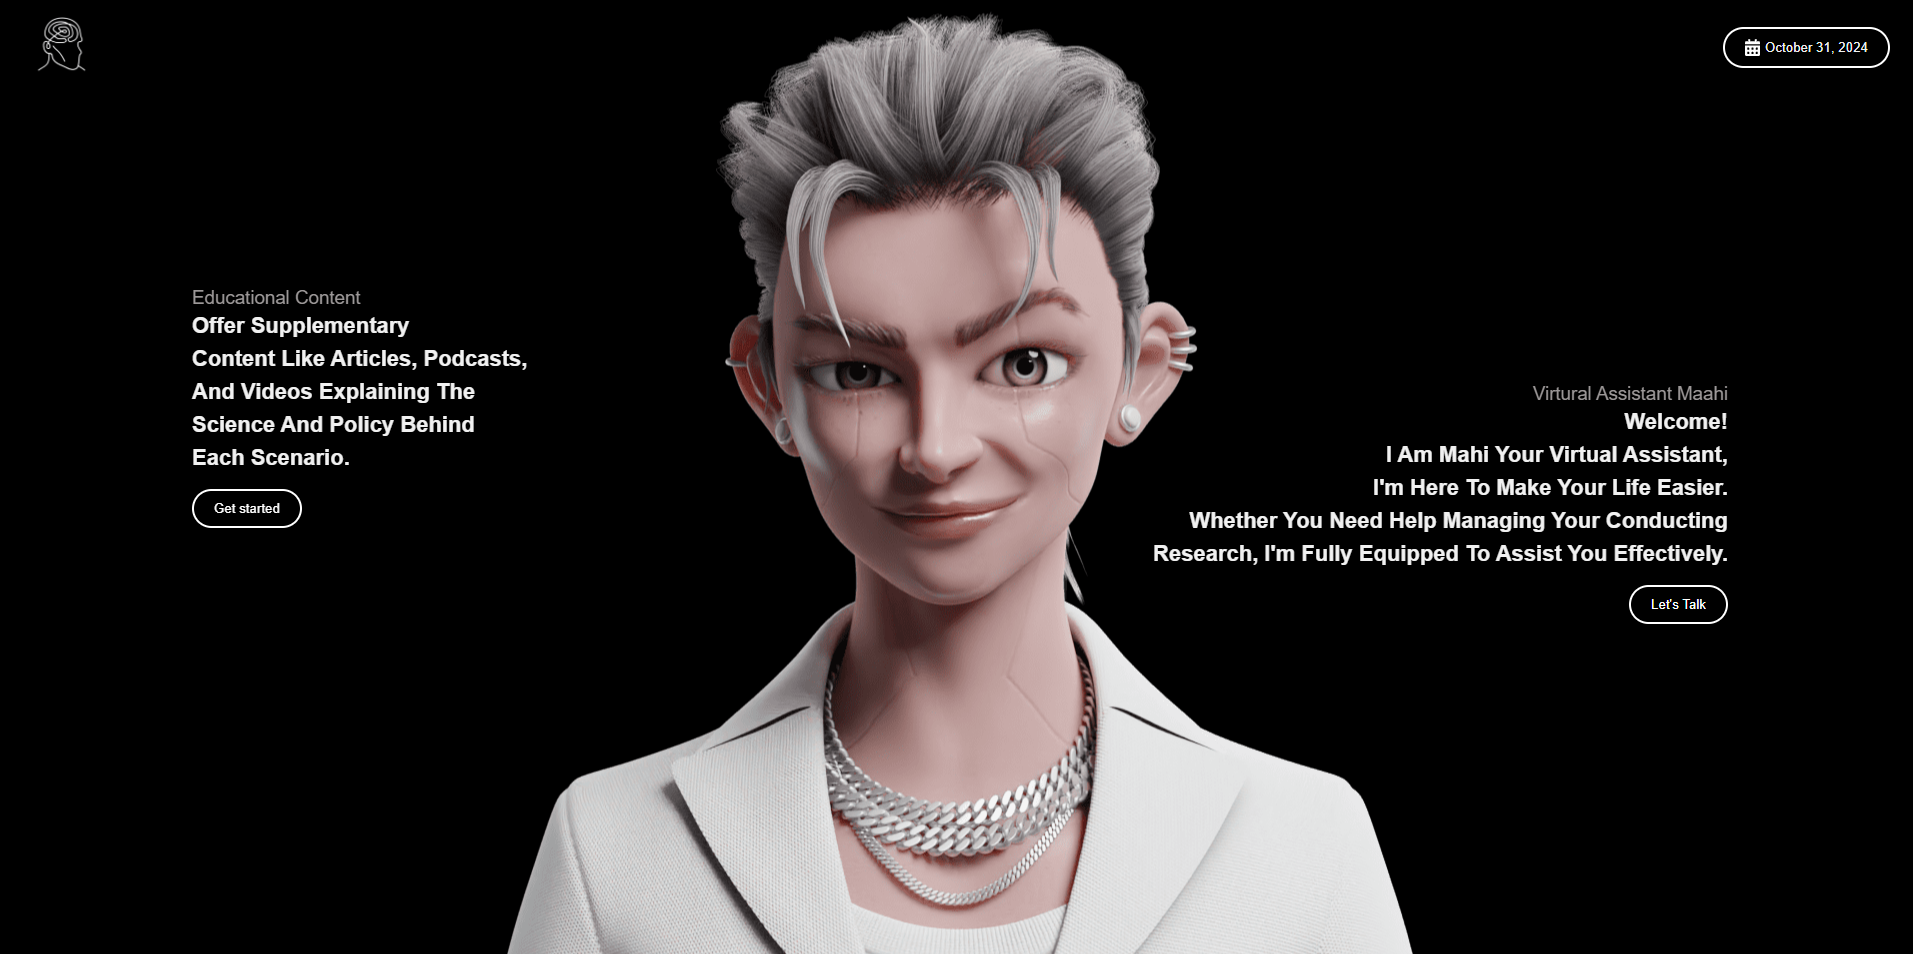 October 31, 2024
Educational Content
Offer Supplementary
Content Like Articles, Podcasts,
And Videos Explaining The
Science And Policy Behind
Each Scenario.
Get started
Virtural Assistant Maahi
Welcome!
I Am Mahi Your Virtual Assistant,
I'm Here To Make Your Life Easier.
Whether You Need Help Managing Your Conducting
Research, I'm Fully Equipped To Assist You Effectively.
Let's Talk